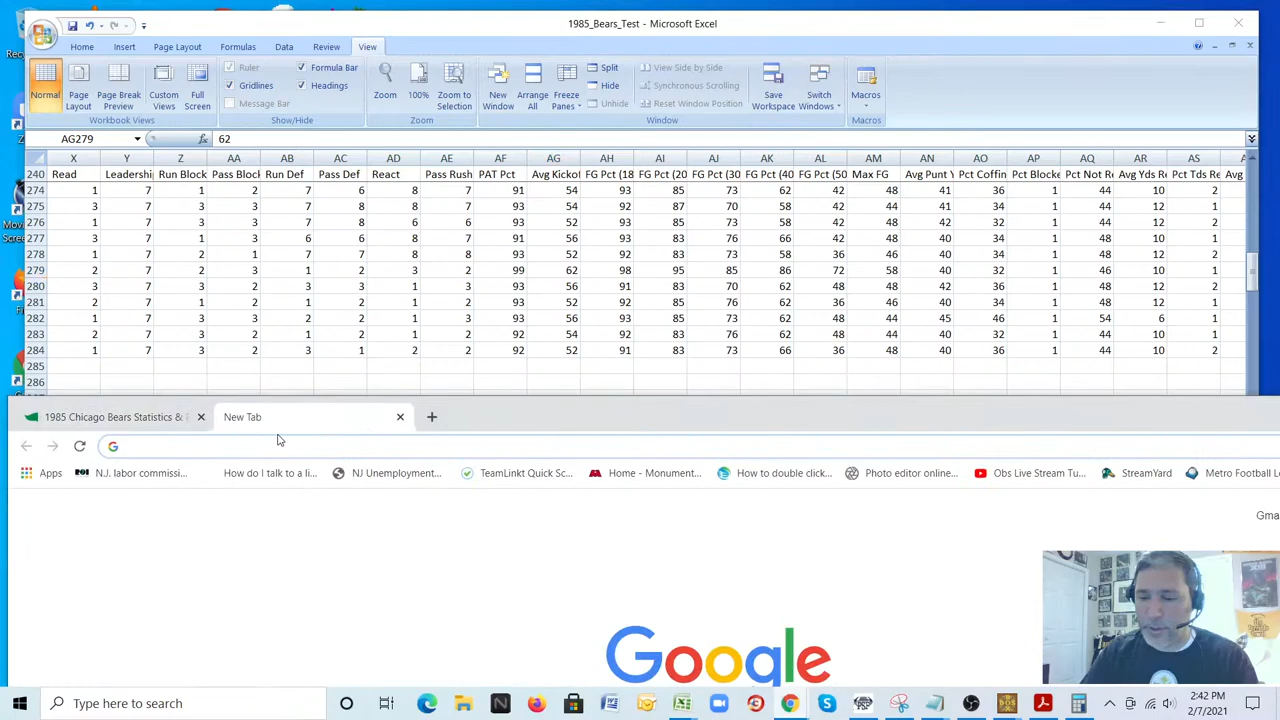 1985_Bears_Test - Microsoft Excel
Home Insert Page Layout Formulas Data Review View
Normal Page Layout Page Break Preview Custom Views Full Screen
Ruler Formula Bar
Gridlines Headings
Message Bar
Zoom 100% Zoom to Selection
New Window Arrange All Freeze Panes
Split View Side by Side
Hide Synchronous Scrolling
Unhide Reset Window Position
Save Workspace Switch Windows Macros
Workbook Views Show/Hide Zoom Window Macros
AG279 fx 62
X Y Z AA AB AC AD AE AF AG AH AI AJ AK AL AM AN AO AP AQ AR AS
240 Read Leadership Run Block Pass Block Run Def Pass Def React Pass Rush PAT Pct Avg Kickof FG Pct (18 FG Pct (20 FG Pct (30 FG Pct (40 FG Pct (50 Max FG Avg Punt Y Pct Coffin Pct Blocke Pct Not Re Avg Yds Re Pct Tds Re Avg
274 1 7 1 2 7 6 8 7 91 54 93 85 73 62 42 48 41 36 1 44 10 2
275 3 7 3 3 7 8 8 7 93 54 92 87 70 58 42 44 41 34 1 44 12 1
276 1 7 3 3 7 8 6 6 93 52 93 85 73 58 42 48 42 32 1 48 12 2
277 3 7 1 3 6 6 8 7 91 56 93 83 76 66 42 48 40 34 1 48 10 1
278 1 7 2 1 7 7 8 8 93 52 92 83 73 58 36 46 40 34 1 48 12 1
279 2 7 2 3 1 2 3 2 99 62 98 95 85 86 72 58 40 32 1 46 10 1
280 3 7 3 2 3 3 1 3 93 56 91 83 70 62 48 48 42 36 1 48 10 1
281 2 7 1 2 1 2 1 2 93 52 92 85 76 62 36 46 40 34 1 48 12 1
282 3 7 3 3 2 2 1 3 93 56 93 83 73 62 48 44 45 46 1 54 6 1
283 2 7 3 2 1 2 1 2 92 54 92 83 76 62 48 44 40 32 1 44 10 1
284 1 7 3 2 3 1 2 2 92 52 91 83 73 66 36 48 40 36 1 44 10 2
285
286
1985 Chicago Bears Statistics & New Tab
G
Apps N.J. labor commissi... How do I talk to a li... NJ Unemployment... TeamLinkt Quick Sc... Home - Monument... How to double click... Photo editor online... Obs Live Stream Tu... StreamYard Metro Football L
Gma
Google
Type here to search
2:42 PM
2/7/2021